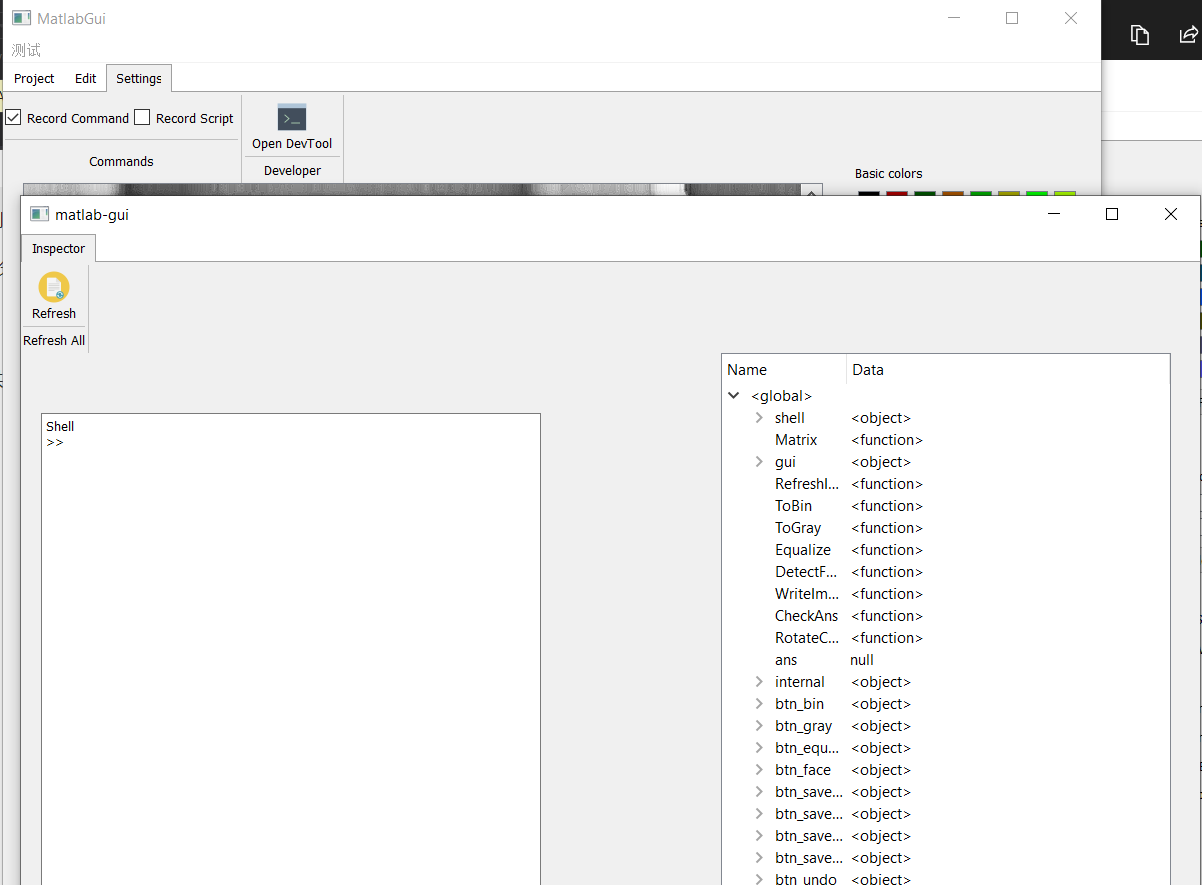 MatlabGui
测试
Project Edit Settings
Record Command Record Script
Open DevTool
Commands
Developer
Basic colors
matlab-gui
Inspector
Refresh
Refresh All
Shell
>>
Name Data
<global>
shell <object>
Matrix <function>
gui <object>
RefreshI... <function>
ToBin <function>
ToGray <function>
Equalize <function>
DetectF... <function>
WriteIm... <function>
CheckAns <function>
RotateC... <function>
ans null
internal <object>
btn_bin <object>
btn_gray <object>
btn_equ... <object>
btn_face <object>
btn_save... <object>
btn_save... <object>
btn_save... <object>
btn_save... <object>
btn_undo <object>